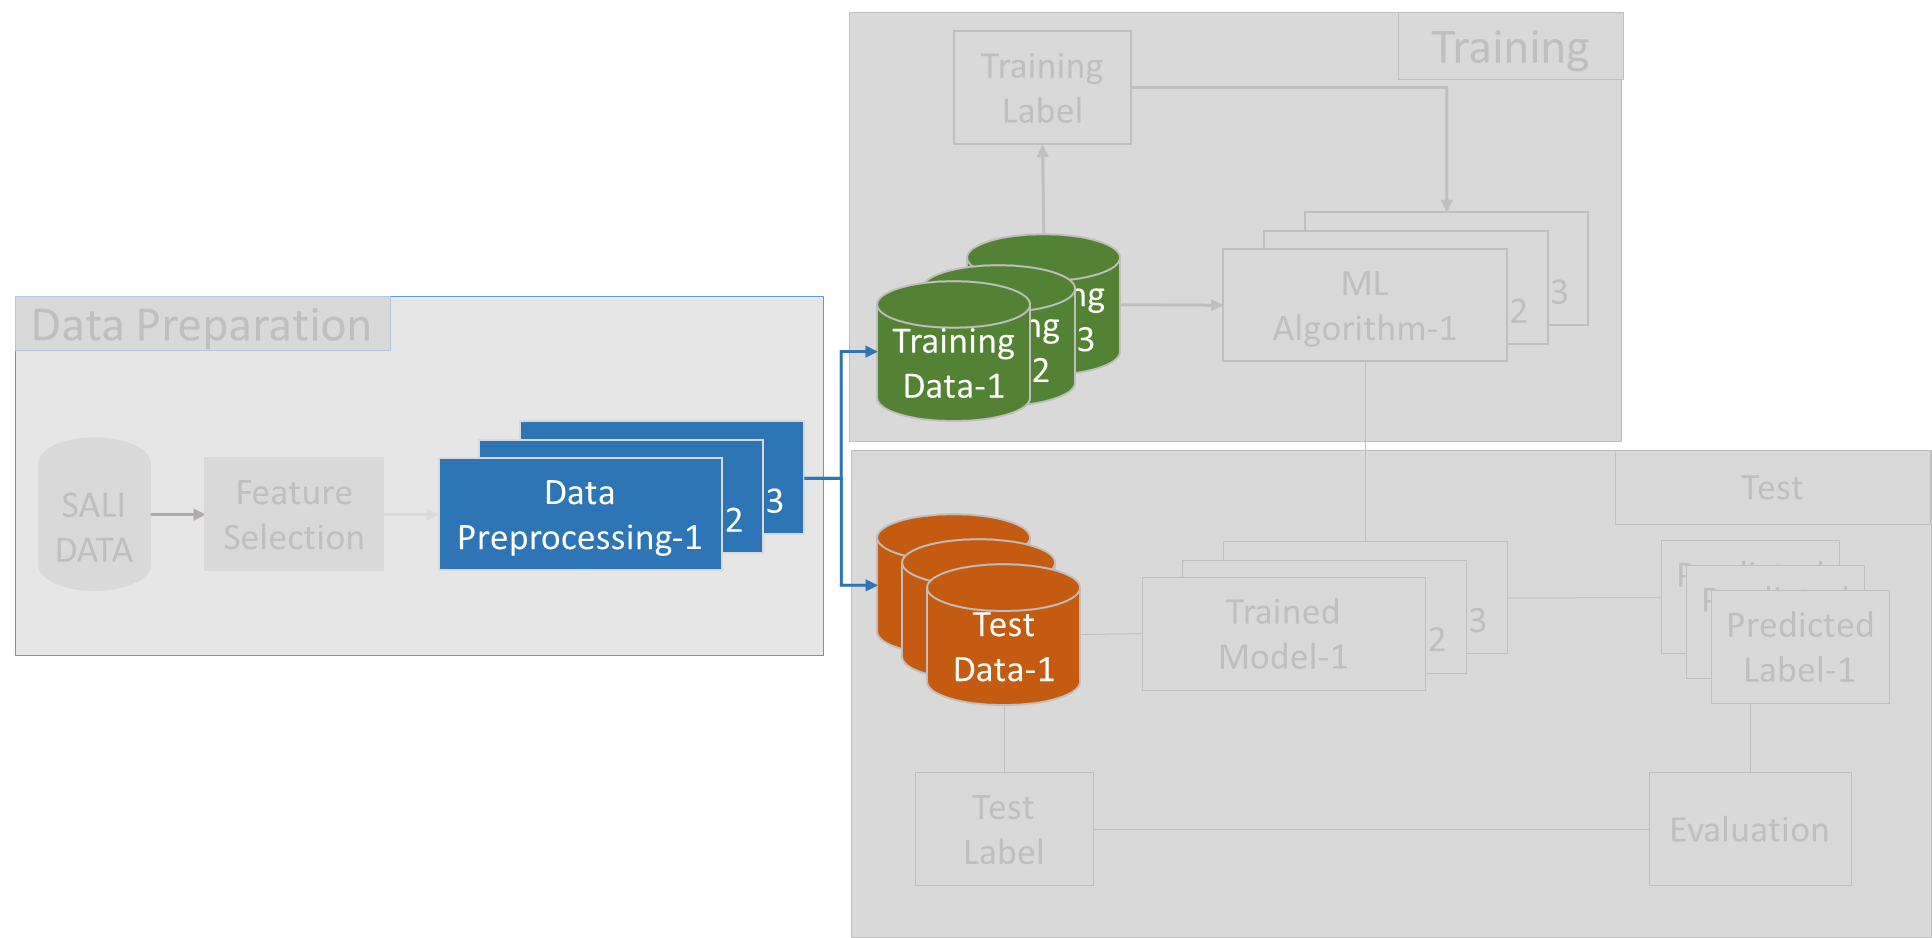 Training
Training
Label
ng
3
ng
2
Training
Data-1
ML
Algorithm-1
2
3
Data Preparation
SALI
DATA
Feature
Selection
Data
Preprocessing-1
2
3
Test
Test
Data-1
Trained
Model-1
2
3
Predicted
Label-1
Test
Label
Evaluation